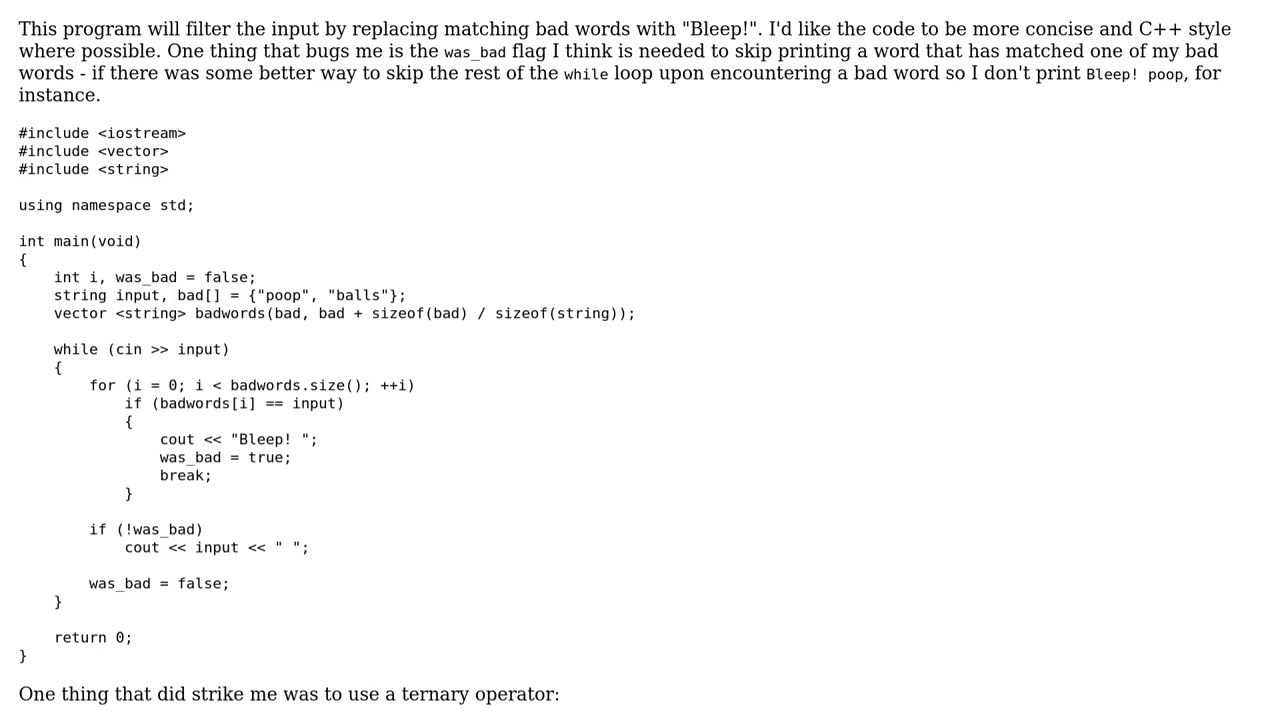 This program will filter the input by replacing matching bad words with "Bleep!". I'd like the code to be more concise and C++ style
where possible. One thing that bugs me is the was_bad flag I think is needed to skip printing a word that has matched one of my bad
words - if there was some better way to skip the rest of the while loop upon encountering a bad word so I don't print Bleep! poop, for
instance.
#include <iostream>
#include <vector>
#include <string>
using namespace std;
int main(void)
{
    int i, was_bad = false;
    string input, bad[] = {"poop", "balls"};
    vector <string> badwords(bad, bad + sizeof(bad) / sizeof(string));
    while (cin >> input)
    {
        for (i = 0; i < badwords.size(); ++i)
            if (badwords[i] == input)
            {
                cout << "Bleep! ";
                was_bad = true;
                break;
            }
        if (!was_bad)
            cout << input << " ";
        was_bad = false;
    }
    return 0;
}
One thing that did strike me was to use a ternary operator: